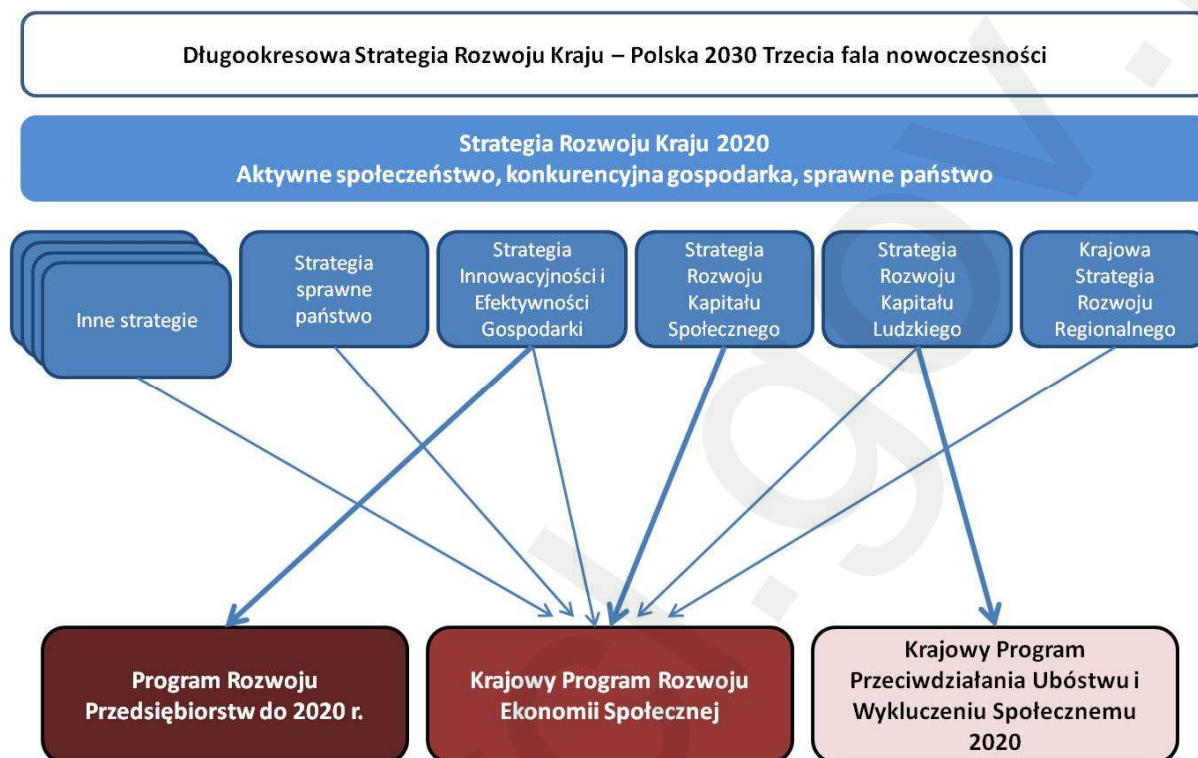 Długookresowa Strategia Rozwoju Kraju – Polska 2030 Trzecia fala nowoczesności
Strategia Rozwoju Kraju 2020
Aktywne społeczeństwo, konkurencyjna gospodarka, sprawne państwo
Inne strategie
Strategia
sprawne
państwo
Strategia
Innowacyjności i
Efektywności
Gospodarki
Strategia
Rozwoju
Kapitału
Społecznego
Strategia
Rozwoju
Kapitału
Ludzkiego
Krajowa
Strategia
Rozwoju
Regionalnego
Program Rozwoju
Przedsiębiorstw do 2020 r.
Krajowy Program Rozwoju
Ekonomii Społecznej
Krajowy Program
Przeciwdziałania Ubóstwu i
Wykluczeniu Społecznemu
2020